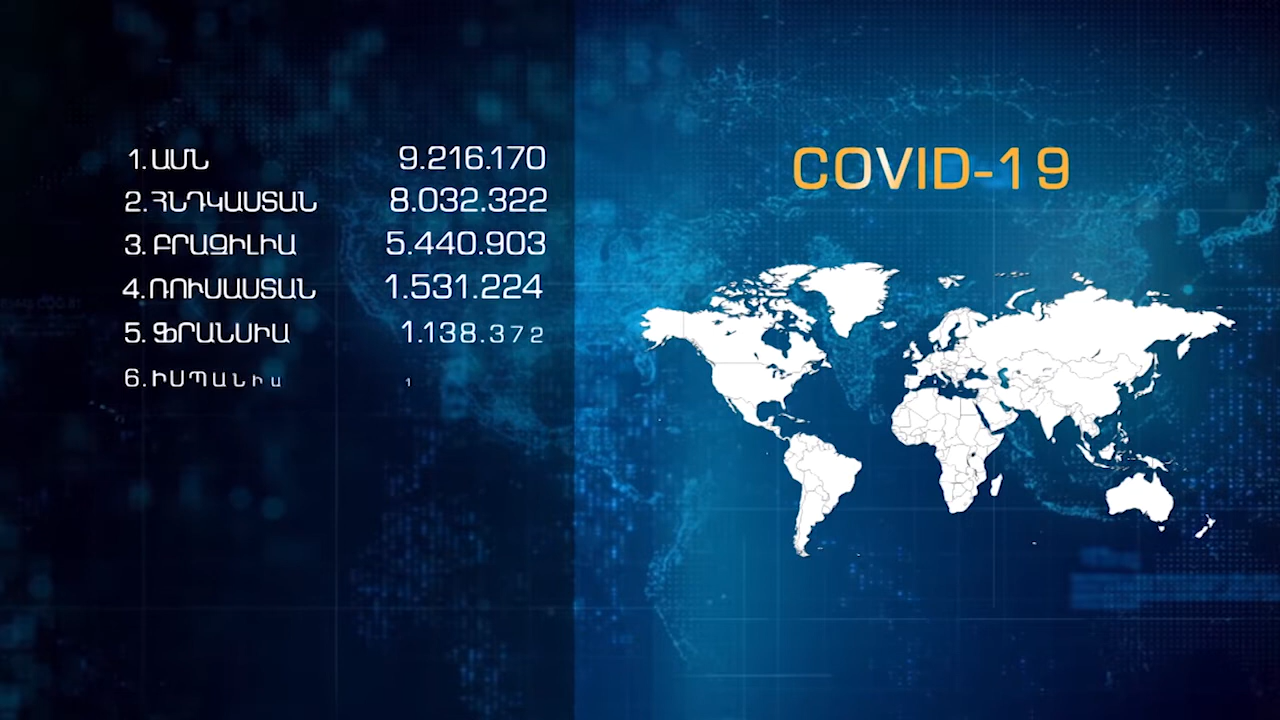 1. ԱՄՆ 9.216.170
2. ՀՆԴԿԱՍՏԱՆ 8.032.322
3. ԲՐԱԶԻԼԻԱ 5.440.903
4. ՌՈՒՍԱՍՏԱՆ 1.531.224
5. ՖՐԱՆՍԻԱ 1.138.372
6. ԻՍՊԱՆԻԱ 1
COVID-19